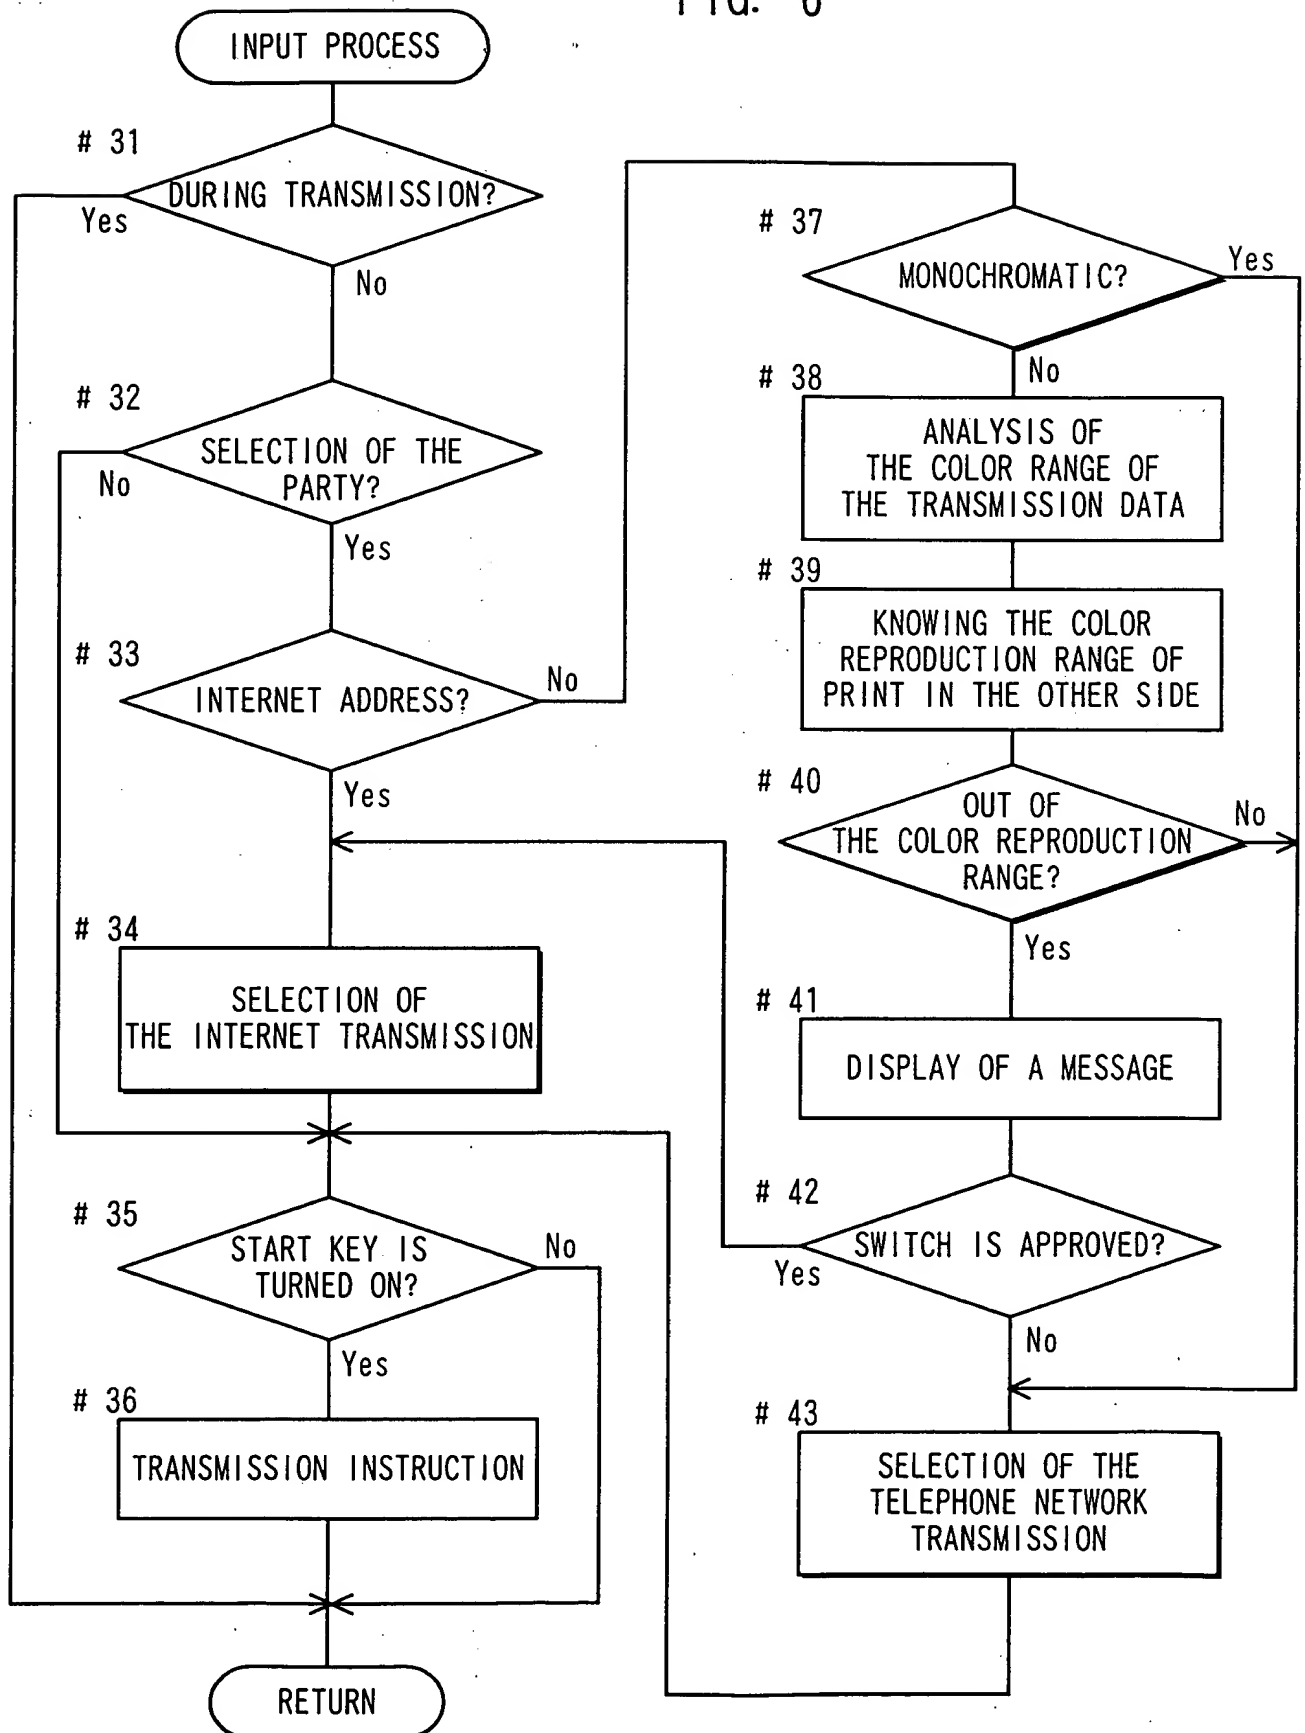 FIG. 6
INPUT PROCESS
# 31
DURING TRANSMISSION?
Yes
No
# 32
SELECTION OF THE
PARTY?
No
Yes
# 33
INTERNET ADDRESS?
No
Yes
# 34
SELECTION OF
THE INTERNET TRANSMISSION
# 35
START KEY IS
TURNED ON?
No
Yes
# 36
TRANSMISSION INSTRUCTION
RETURN
# 37
MONOCHROMATIC?
Yes
No
# 38
ANALYSIS OF
THE COLOR RANGE OF
THE TRANSMISSION DATA
# 39
KNOWING THE COLOR
REPRODUCTION RANGE OF
PRINT IN THE OTHER SIDE
# 40
OUT OF
THE COLOR REPRODUCTION
RANGE?
No
Yes
# 41
DISPLAY OF A MESSAGE
# 42
SWITCH IS APPROVED?
Yes
No
# 43
SELECTION OF THE
TELEPHONE NETWORK
TRANSMISSION